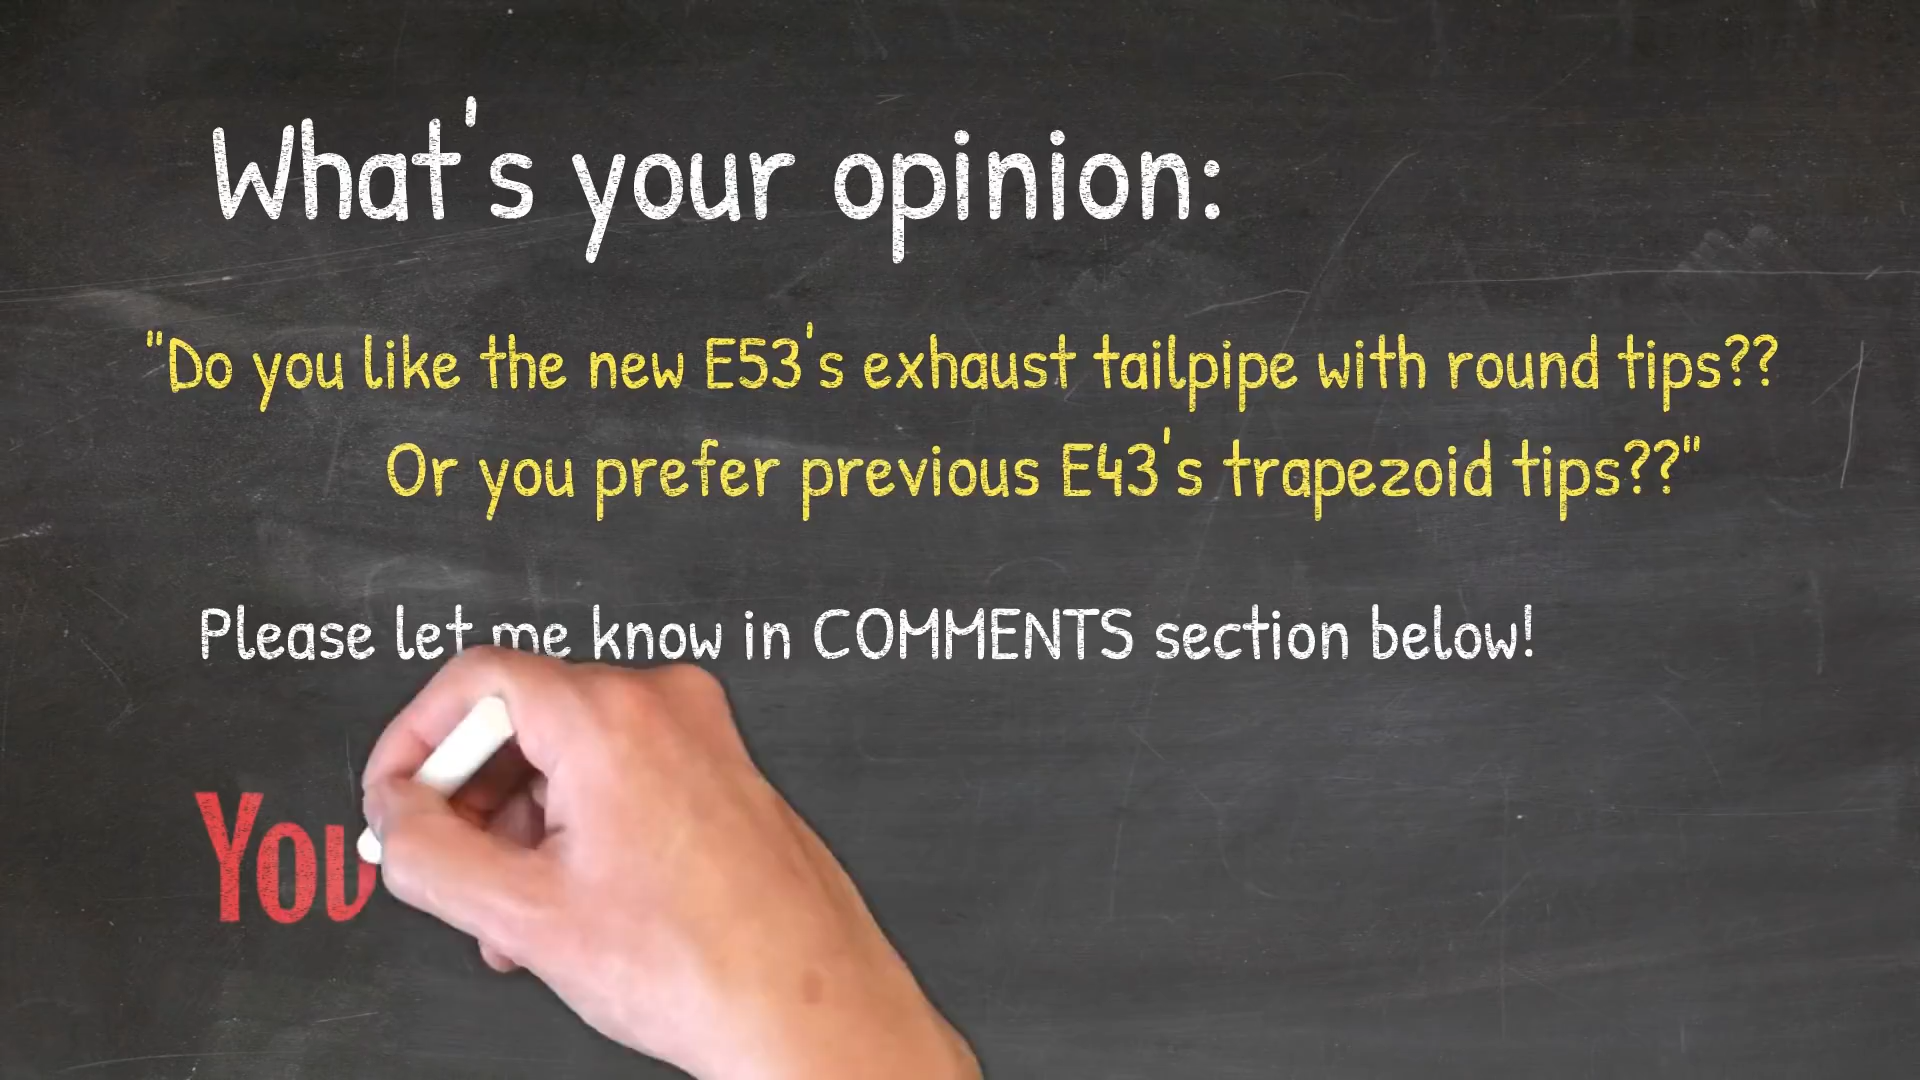 What's your opinion:
"Do you like the new E53's exhaust tailpipe with round tips??
Or you prefer previous E43's trapezoid tips??"
Please let me know in COMMENTS section below!
You